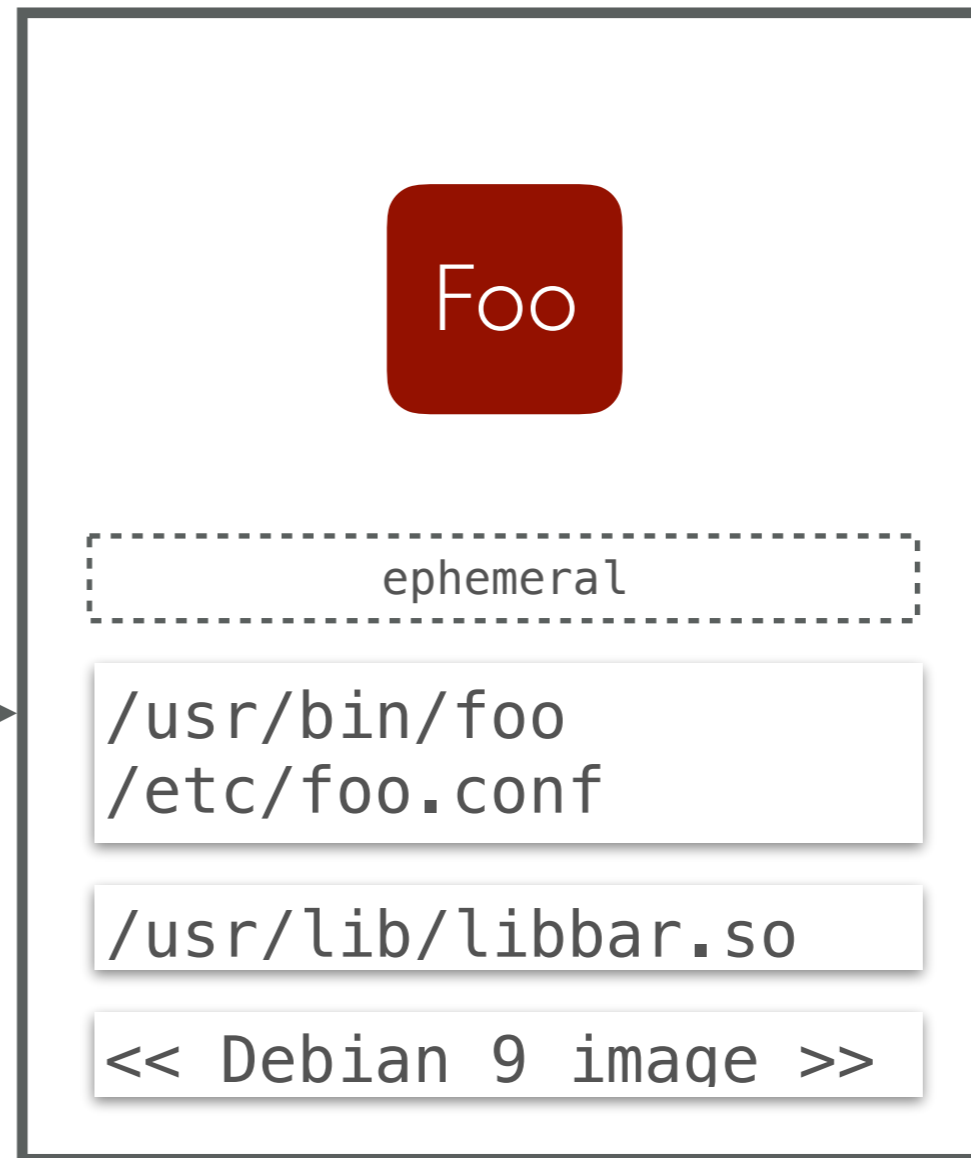 Foo
ephemeral
/usr/bin/foo
/etc/foo.conf
/usr/lib/libbar.so
<< Debian 9 image >>